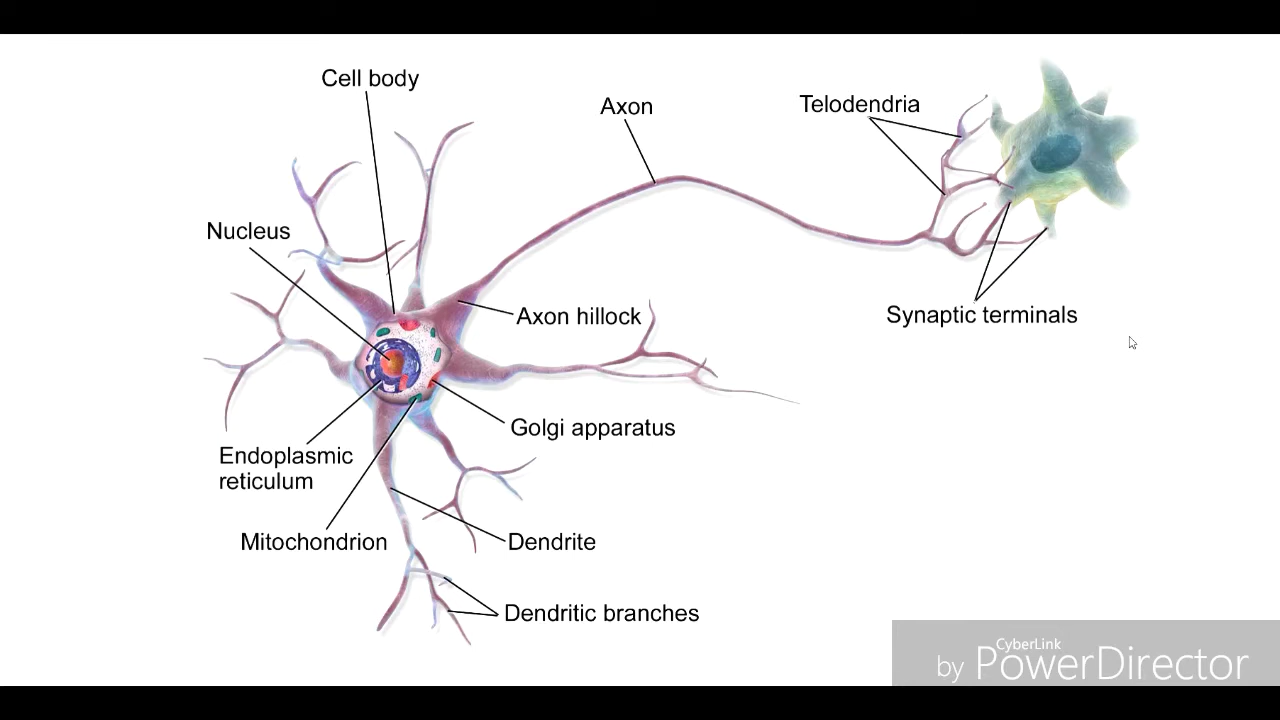 Cell body
Axon
Telodendria
Nucleus
Axon hillock
Synaptic terminals
Golgi apparatus
Endoplasmic
reticulum
Mitochondrion
Dendrite
Dendritic branches
CyberLink
by PowerDirector